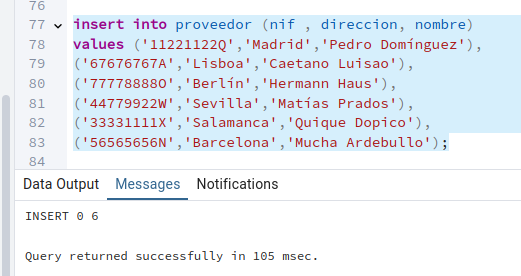 76
77 insert into proveedor (nif , direccion, nombre)
78 values ('11221122Q','Madrid','Pedro Domínguez'),
79 ('67676767A','Lisboa','Caetano Luisao'),
80 ('77778888O','Berlín','Hermann Haus'),
81 ('44779922W','Sevilla','Matías Prados'),
82 ('33331111X','Salamanca','Quique Dopico'),
83 ('56565656N','Barcelona','Mucha Ardebullo');
84
Data Output Messages Notifications
INSERT 0 6
Query returned successfully in 105 msec.